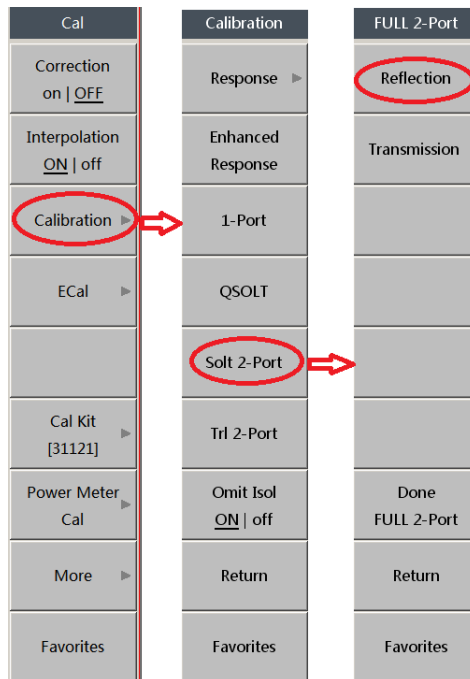 Cal
Correction
on | OFF
Interpolation
ON | off
Calibration
ECal
Cal Kit
[31121]
Power Meter
Cal
More
Favorites
Calibration
Response
Enhanced
Response
1-Port
QSOLT
Solt 2-Port
Trl 2-Port
Omit Isol
ON | off
Return
Favorites
FULL 2-Port
Reflection
Transmission
Done
FULL 2-Port
Return
Favorites